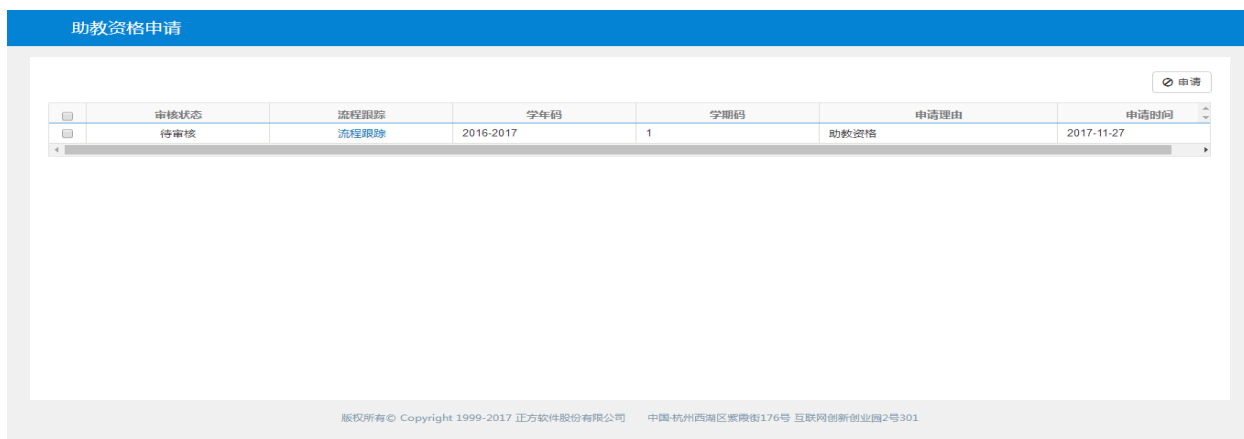 助教资格申请
申请
审核状态 流程跟踪 学年码 学期码 申请理由 申请时间
待审核 流程跟踪 2016-2017 1 助教资格 2017-11-27
版权所有© Copyright 1999-2017 正方软件股份有限公司 中国·杭州西湖区紫霞街176号 互联网创新创业园2号301